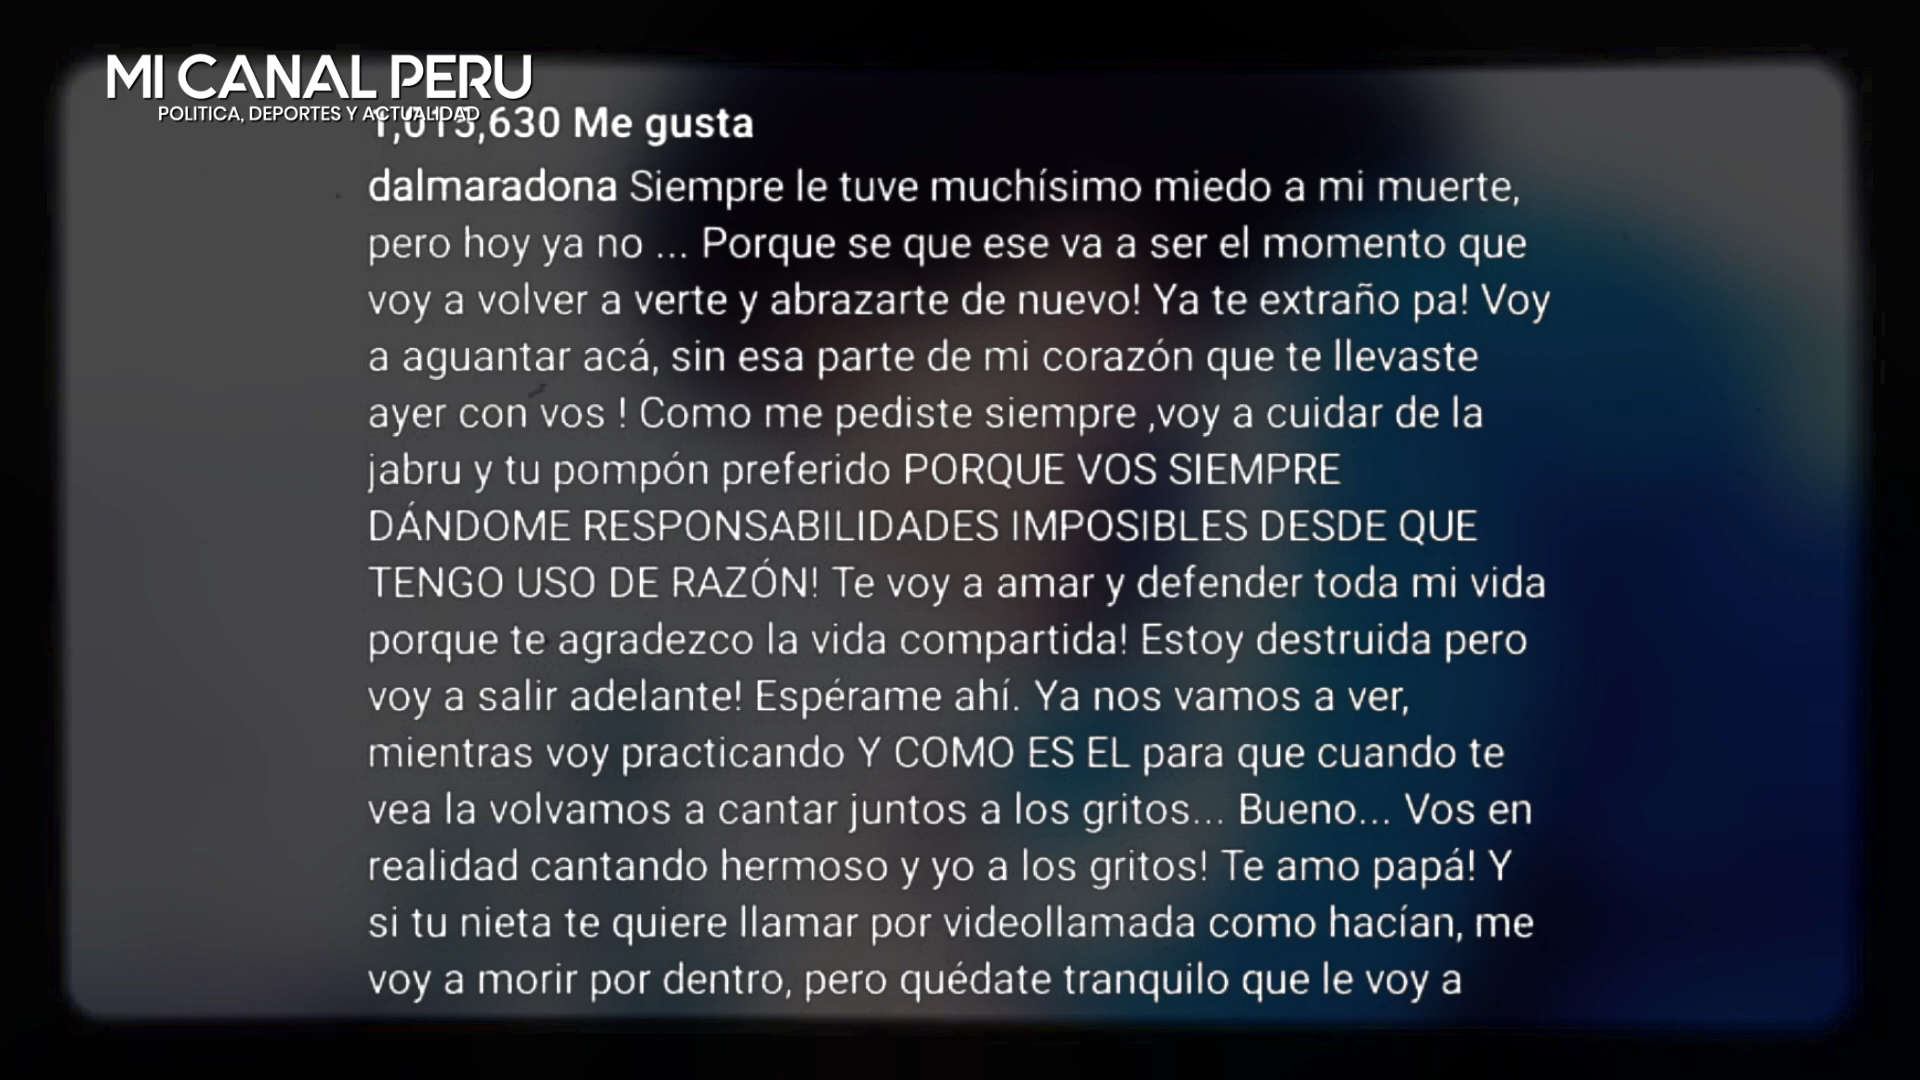 MI CANAL PERU
POLITICA, DEPORTES Y ACTUALIDAD
1,015,630 Me gusta
dalmaradona Siempre le tuve muchísimo miedo a mi muerte,
pero hoy ya no ... Porque se que ese va a ser el momento que
voy a volver a verte y abrazarte de nuevo! Ya te extraño pa! Voy
a aguantar acá, sin esa parte de mi corazón que te llevaste
ayer con vos ! Como me pediste siempre ,voy a cuidar de la
jabru y tu pompón preferido PORQUE VOS SIEMPRE
DÁNDOME RESPONSABILIDADES IMPOSIBLES DESDE QUE
TENGO USO DE RAZÓN! Te voy a amar y defender toda mi vida
porque te agradezco la vida compartida! Estoy destruida pero
voy a salir adelante! Espérame ahí. Ya nos vamos a ver,
mientras voy practicando Y COMO ES EL para que cuando te
vea la volvamos a cantar juntos a los gritos... Bueno... Vos en
realidad cantando hermoso y yo a los gritos! Te amo papá! Y
si tu nieta te quiere llamar por videollamada como hacían, me
voy a morir por dentro, pero quédate tranquilo que le voy a